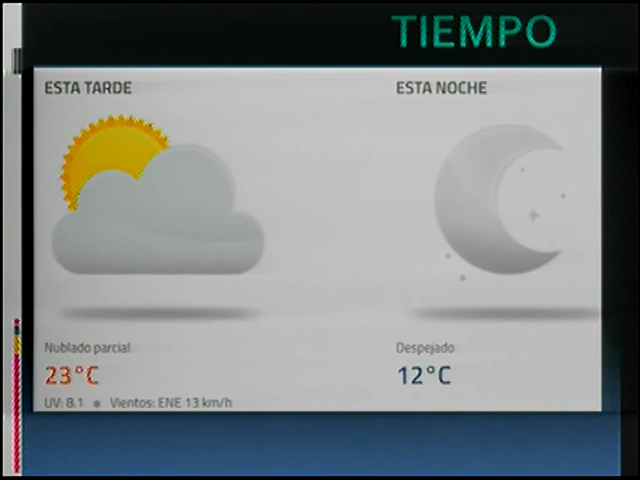 TIEMPO
ESTA TARDE
ESTA NOCHE
Nublado parcial
Despejado
23°C
12°C
UV: 8.1 * Vientos: ENE 13 km/h